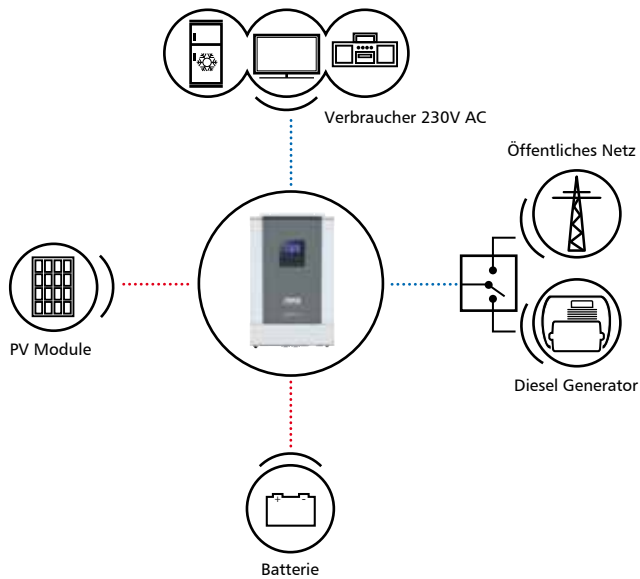 Verbraucher 230V AC
Öffentliches Netz
PV Module
Diesel Generator
+ -
Batterie